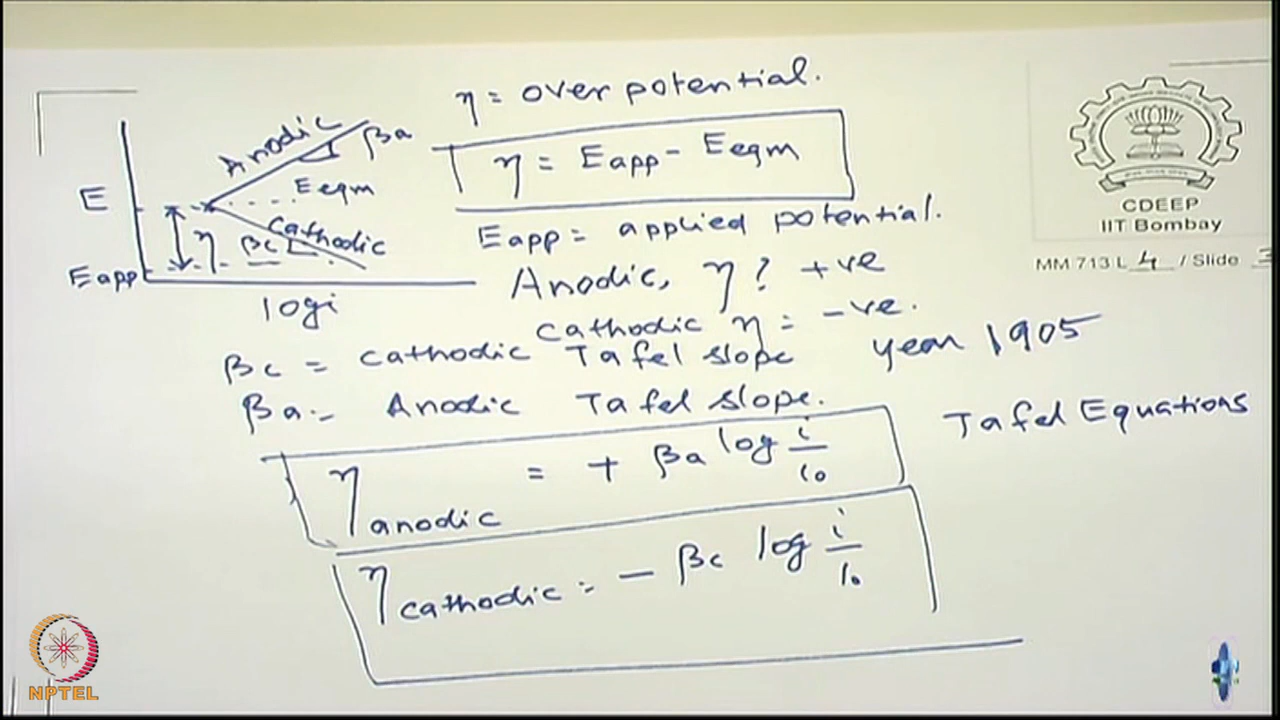 η = over potential.
Anodic
βa
η = Eapp - Eeqm
E
Eeqm
Cathodic
η
βc
Eapp = applied potential.
Eapp
log i
Anodic, η? +ve
cathodic η = -ve.
βc = cathodic Tafel slope
year 1905
βa = Anodic Tafel slope.
Tafel Equations
η anodic = + βa log i/i₀
η cathodic = - βc log i/i₀
CDEEP
IIT Bombay
MM 713 L 4 / Slide 3
NPTEL